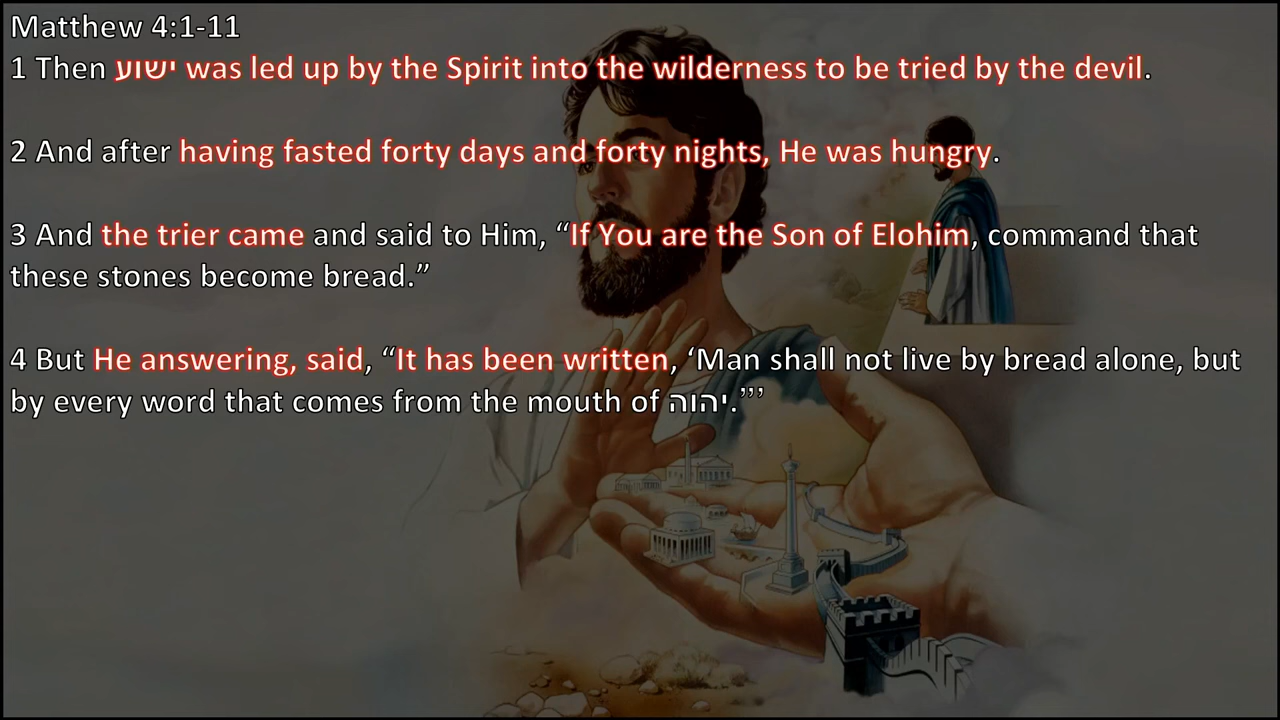 Matthew 4:1-11
1 Then ישוע was led up by the Spirit into the wilderness to be tried by the devil.
2 And after having fasted forty days and forty nights, He was hungry.
3 And the trier came and said to Him, “If You are the Son of Elohim, command that
these stones become bread.”
4 But He answering, said, “It has been written, ‘Man shall not live by bread alone, but
by every word that comes from the mouth of יהוה.”’”